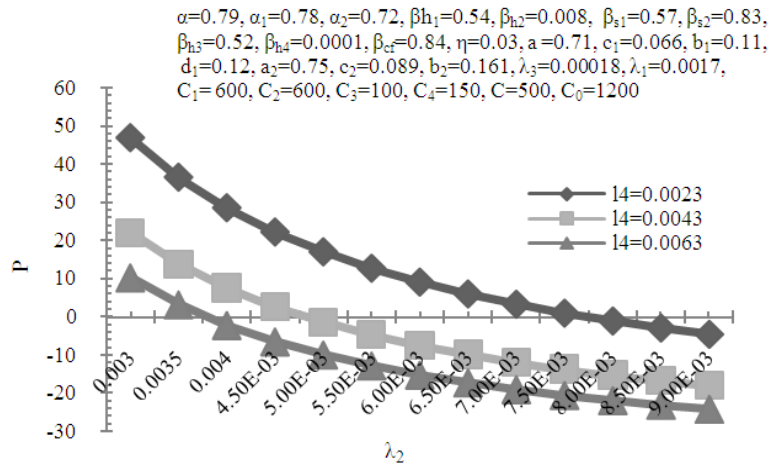 α=0.79, α₁=0.78, α₂=0.72, βh₁=0.54, βₕ₂=0.008, βₛ₁=0.57, βₛ₂=0.83,
βₕ₃=0.52, βₕ₄=0.0001, β_cf=0.84, η=0.03, a =0.71, c₁=0.066, b₁=0.11,
d₁=0.12, a₂=0.75, c₂=0.089, b₂=0.161, λ₃=0.00018, λ₁=0.0017,
C₁= 600, C₂=600, C₃=100, C₄=150, C=500, C₀=1200
60
50
40
30
20
10
0
-10
-20
-30
P
l4=0.0023
l4=0.0043
l4=0.0063
0.003
0.0035
0.004
4.50E-03
5.00E-03
5.50E-03
6.00E-03
6.50E-03
7.00E-03
7.50E-03
8.00E-03
8.50E-03
9.00E-03
λ₂